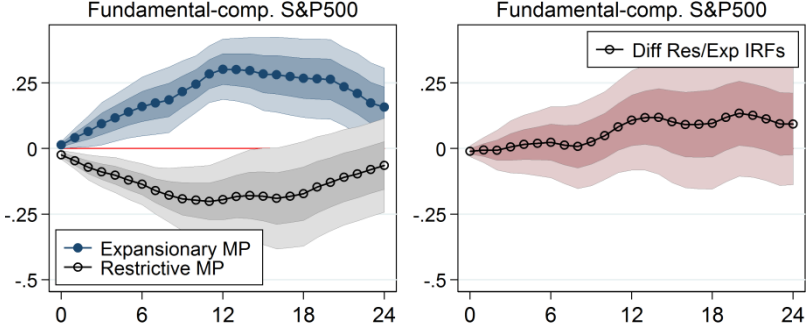 Fundamental-comp. S&P500
.25
0
-.25
-.5
Expansionary MP
Restrictive MP
0 6 12 18 24
Fundamental-comp. S&P500
Diff Res/Exp IRFs
.25
0
-.25
-.5
0 6 12 18 24